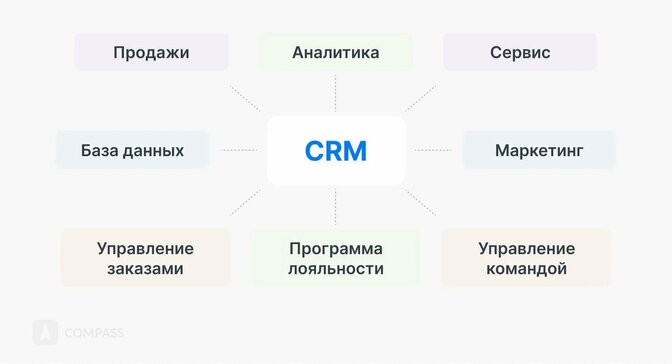 Продажи
Аналитика
Сервис
База данных
CRM
Маркетинг
Управление
заказами
Программа
лояльности
Управление
командой
COMPASS